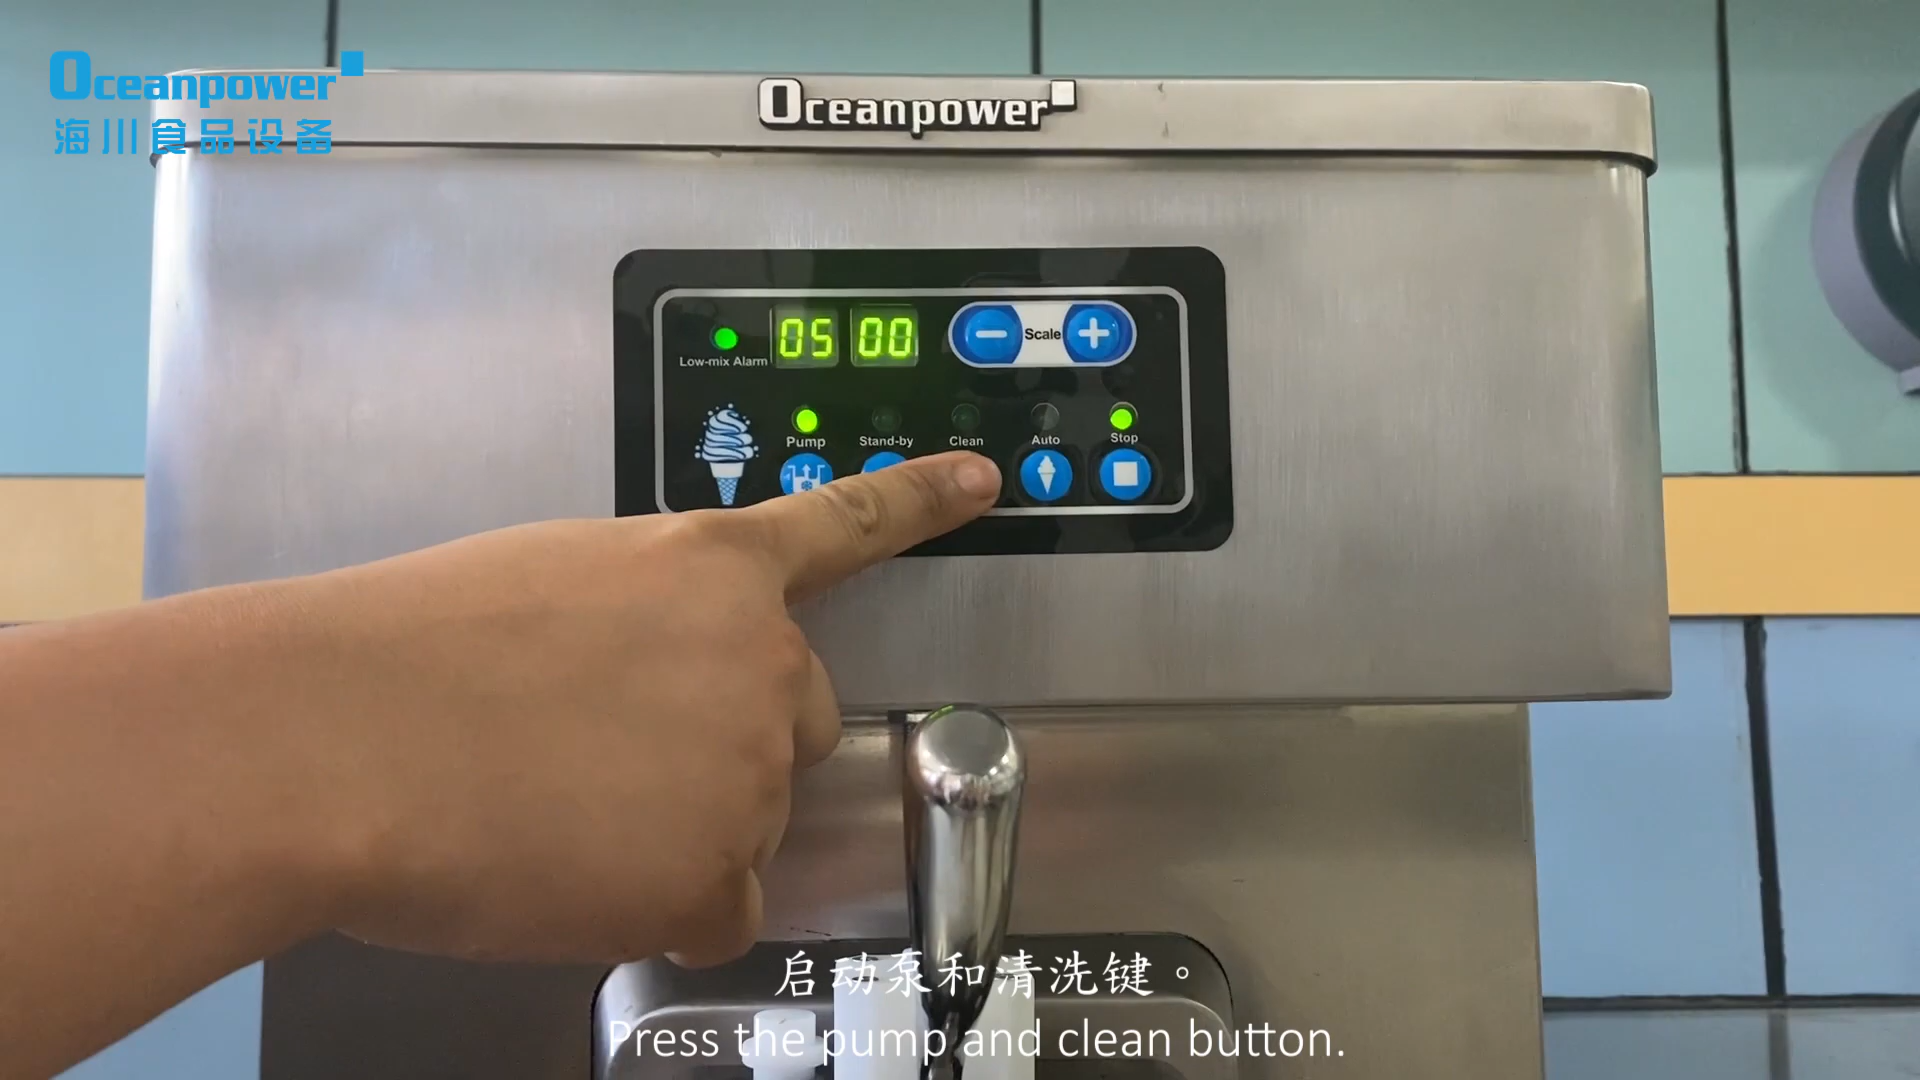 Oceanpower
海川食品设备
Oceanpower
Low-mix Alarm
05 00
Scale
Pump
Stand-by
Clean
Auto
Stop
启动泵和清洗键。
Press the pump and clean button.